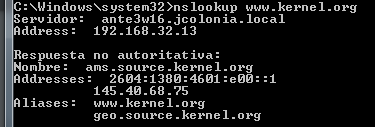 C:\Windows\system32>nslookup www.kernel.org
Servidor:  ante3w16.jcolonia.local
Address:  192.168.32.13
Respuesta no autoritativa:
Nombre:  ams.source.kernel.org
Addresses:  2604:1380:4601:e00::1
145.40.68.75
Aliases:  www.kernel.org
geo.source.kernel.org